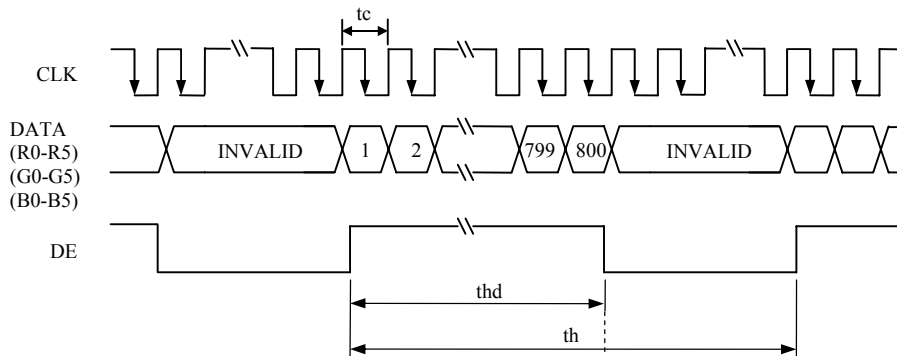 tc
CLK
DATA
(R0-R5)
(G0-G5)
(B0-B5)
INVALID 1 2 799 800 INVALID
DE
thd
th